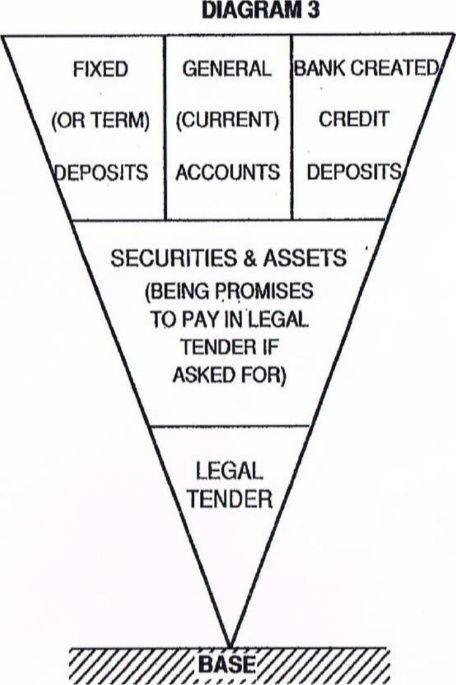 DIAGRAM 3
FIXED
(OR TERM)
DEPOSITS
GENERAL
(CURRENT)
ACCOUNTS
BANK CREATED
CREDIT
DEPOSITS
SECURITIES & ASSETS
(BEING PROMISES
TO PAY IN LEGAL
TENDER IF
ASKED FOR)
LEGAL
TENDER
BASE